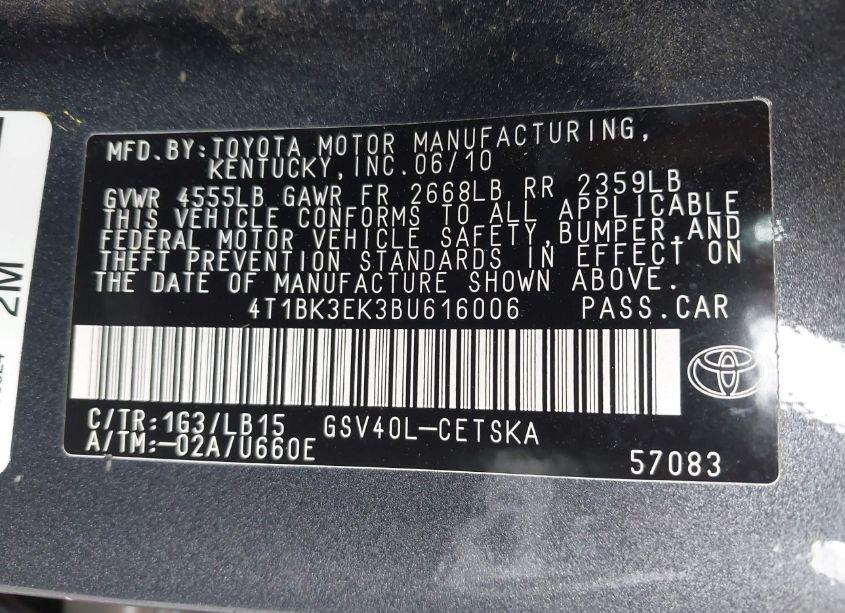 MFD.BY:TOYOTA MOTOR MANUFACTURING,
KENTUCKY,INC.06/10
GVWR 4555LB GAWR FR 2668LB RR 2359LB
THIS VEHICLE CONFORMS TO ALL APPLICABLE
FEDERAL MOTOR VEHICLE SAFETY,BUMPER,AND
THEFT PREVENTION STANDARDS IN EFFECT ON
THE DATE OF MANUFACTURE SHOWN ABOVE.
4T1BK3EK3BU616006 PASS.CAR
C/TR:1G3/LB15 GSV40L-CETSKA
A/TM:-02A/U660E
57083
2M